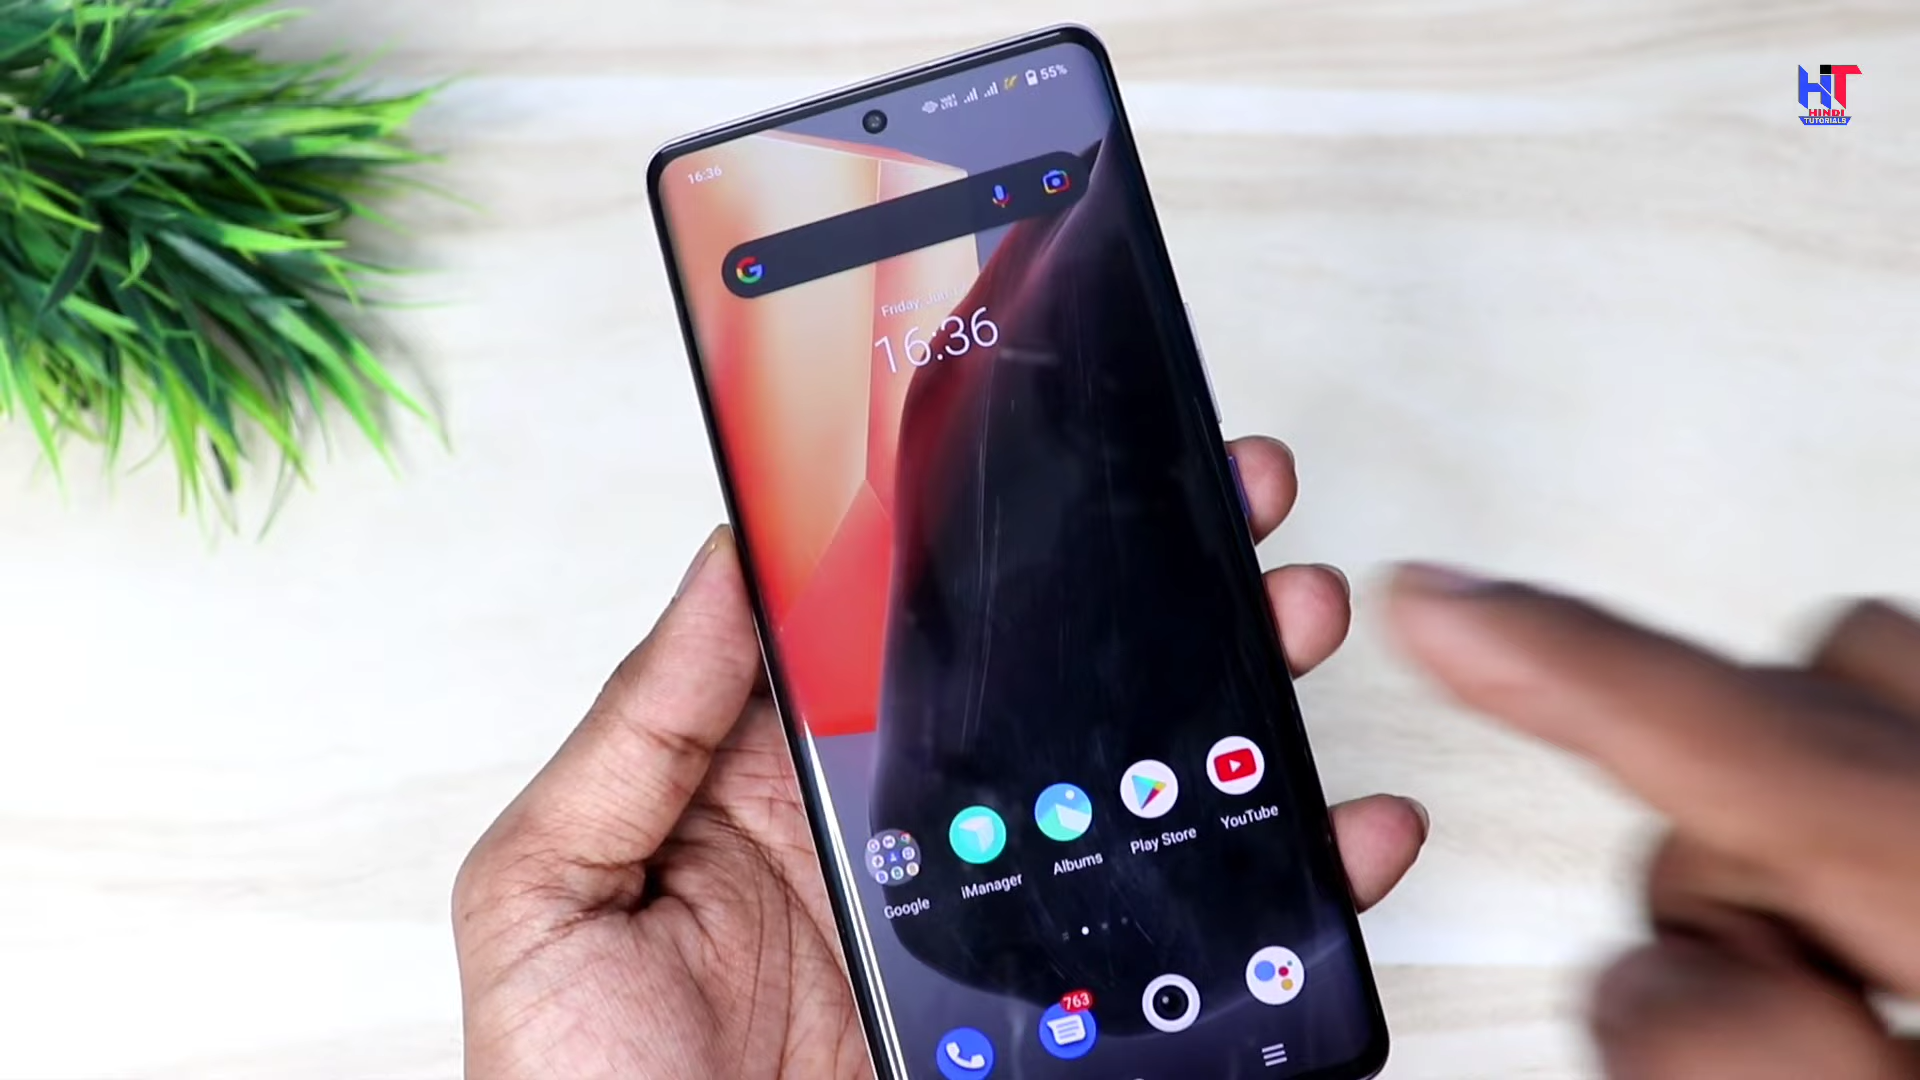 HT
HINDI
TUTORIALS
55%
16:36
16:36
YouTube
Play Store
Albums
iManager
Google
763